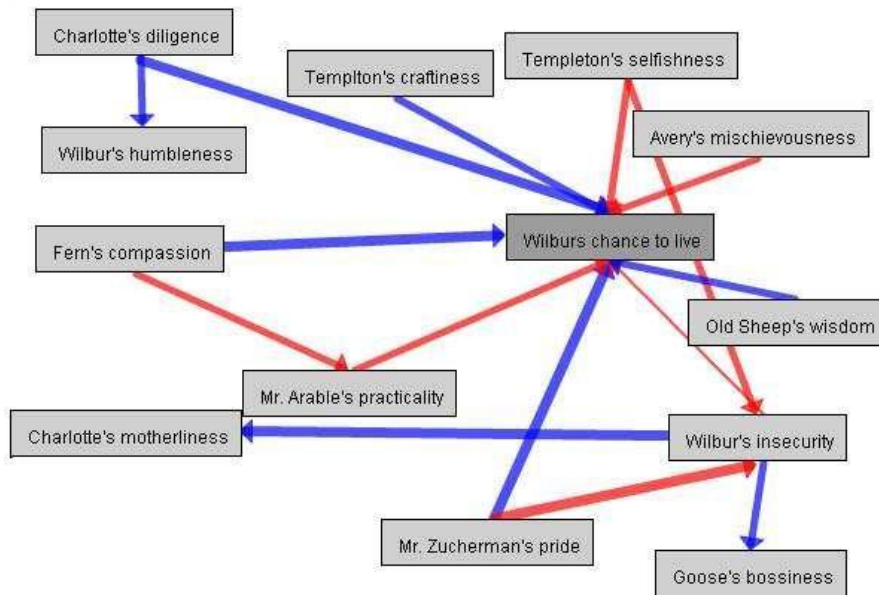 Charlotte's diligence
Templeton's selfishness
Templton's craftiness
Avery's mischievousness
Wilbur's humbleness
Wilburs chance to live
Fern's compassion
Old Sheep's wisdom
Mr. Arable's practicality
Charlotte's motherliness
Wilbur's insecurity
Mr. Zucherman's pride
Goose's bossiness